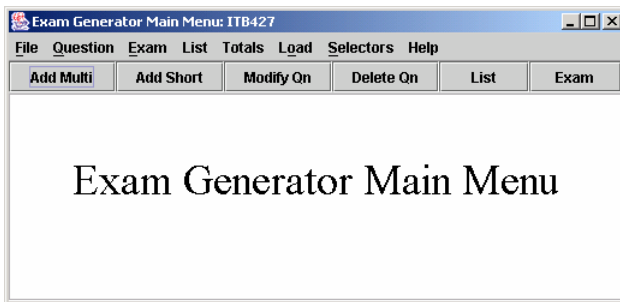 Exam Generator Main Menu: ITB427
File Question Exam List Totals Load Selectors Help
Add Multi Add Short Modify Qn Delete Qn List Exam
Exam Generator Main Menu